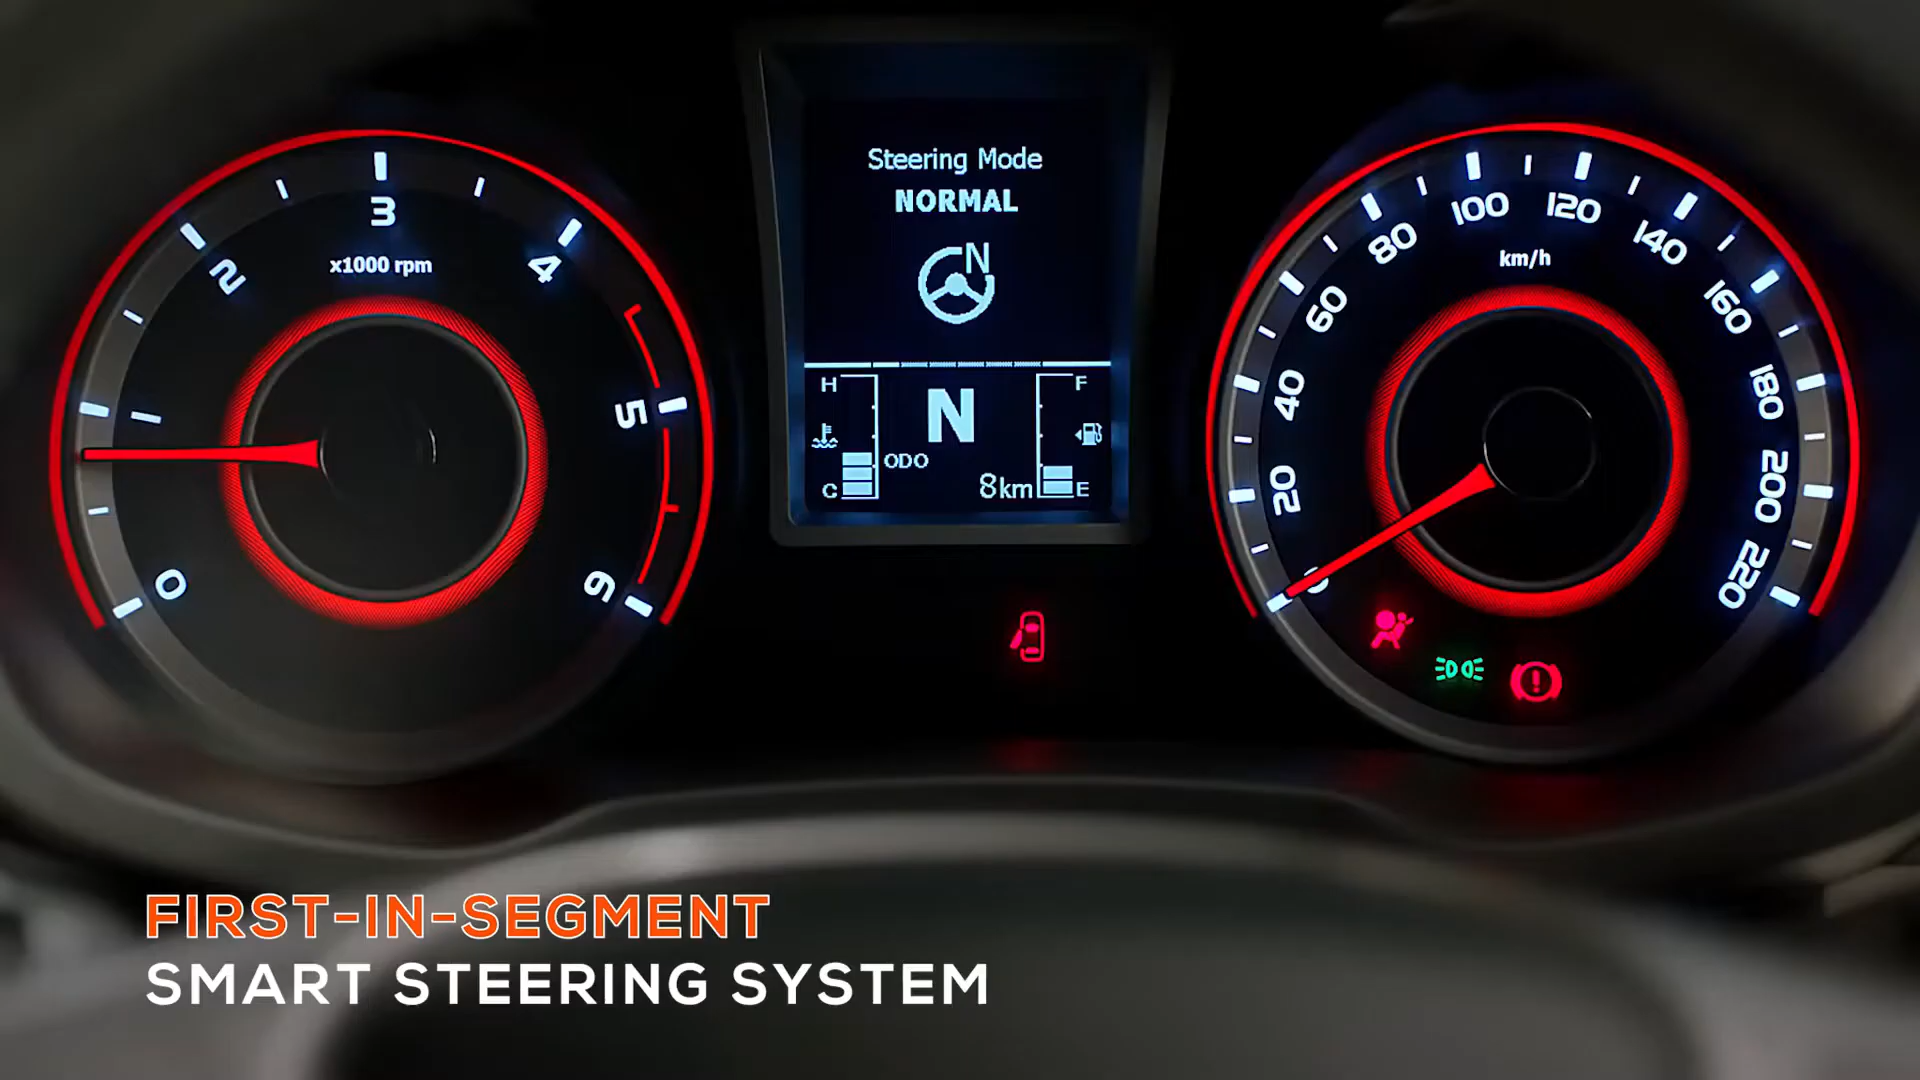 0
2
3
4
5
6
x1000 rpm
Steering Mode
NORMAL
N
H
C
N
ODO
8km
F
E
0
20
40
60
80
100
120
140
160
180
200
220
km/h
FIRST-IN-SEGMENT
SMART STEERING SYSTEM